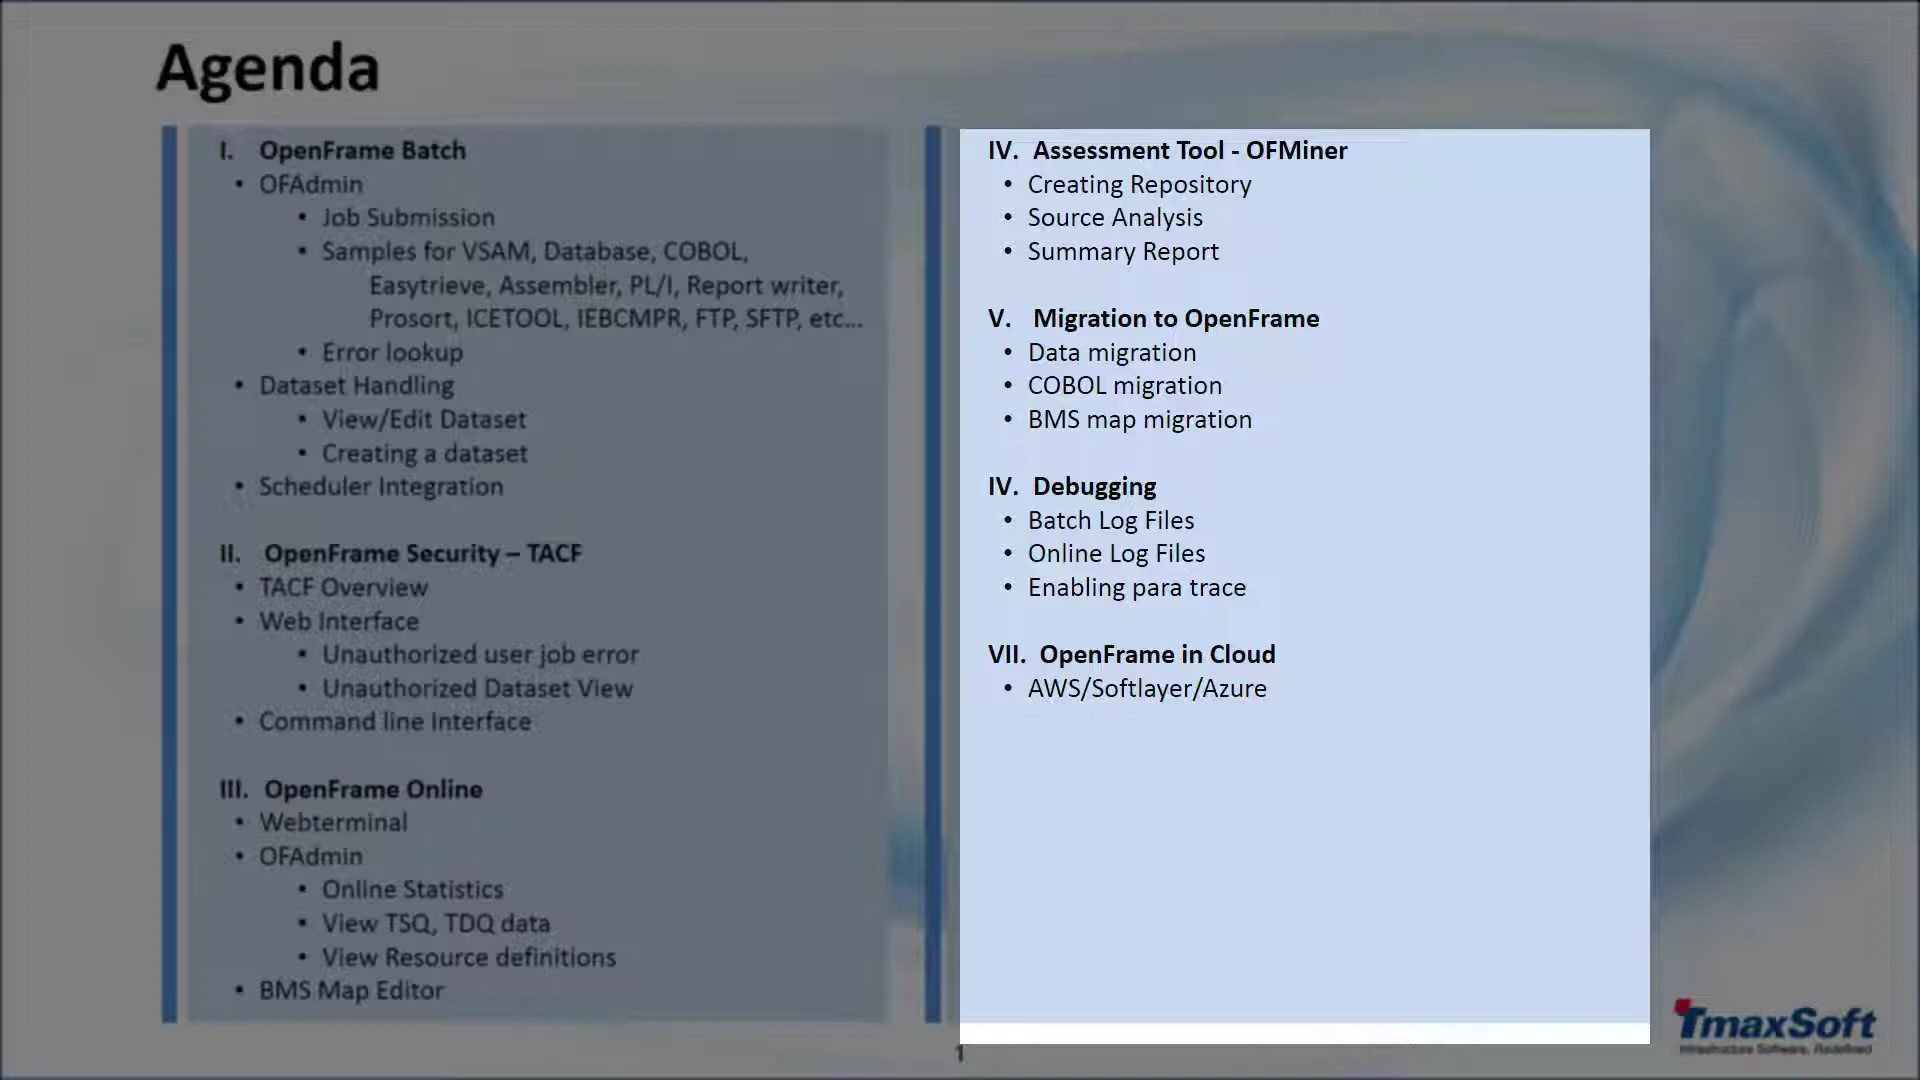 Agenda
I. OpenFrame Batch
• OFAdmin
• Job Submission
• Samples for VSAM, Database, COBOL,
Easytrieve, Assembler, PL/I, Report writer,
Prosort, ICETOOL, IEBCMPR, FTP, SFTP, etc...
• Error lookup
• Dataset Handling
• View/Edit Dataset
• Creating a dataset
• Scheduler Integration
II. OpenFrame Security – TACF
• TACF Overview
• Web Interface
• Unauthorized user job error
• Unauthorized Dataset View
• Command line Interface
III. OpenFrame Online
• Webterminal
• OFAdmin
• Online Statistics
• View TSQ, TDQ data
• View Resource definitions
• BMS Map Editor
IV. Assessment Tool - OFMiner
• Creating Repository
• Source Analysis
• Summary Report
V. Migration to OpenFrame
• Data migration
• COBOL migration
• BMS map migration
IV. Debugging
• Batch Log Files
• Online Log Files
• Enabling para trace
VII. OpenFrame in Cloud
• AWS/Softlayer/Azure
1
TmaxSoft
Infrastructure Software, Redefined